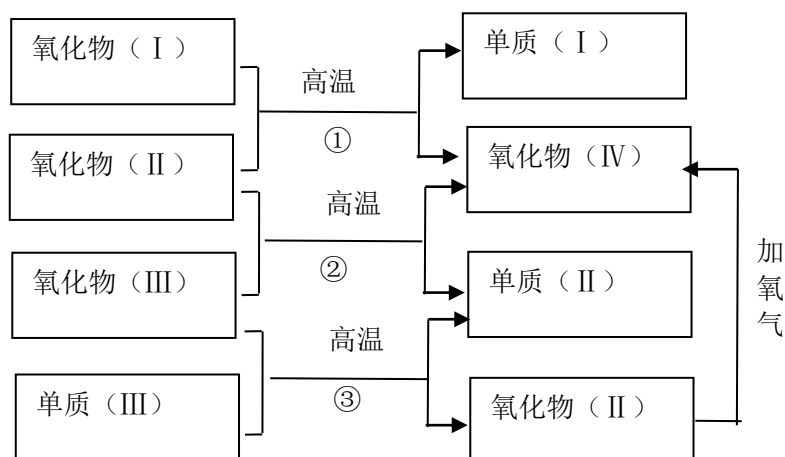 氧化物（Ⅰ）
单质（Ⅰ）
高温
①
氧化物（Ⅱ）
氧化物（Ⅳ）
高温
②
氧化物（Ⅲ）
单质（Ⅱ）
加
氧
气
高温
③
单质（Ⅲ）
氧化物（Ⅱ）